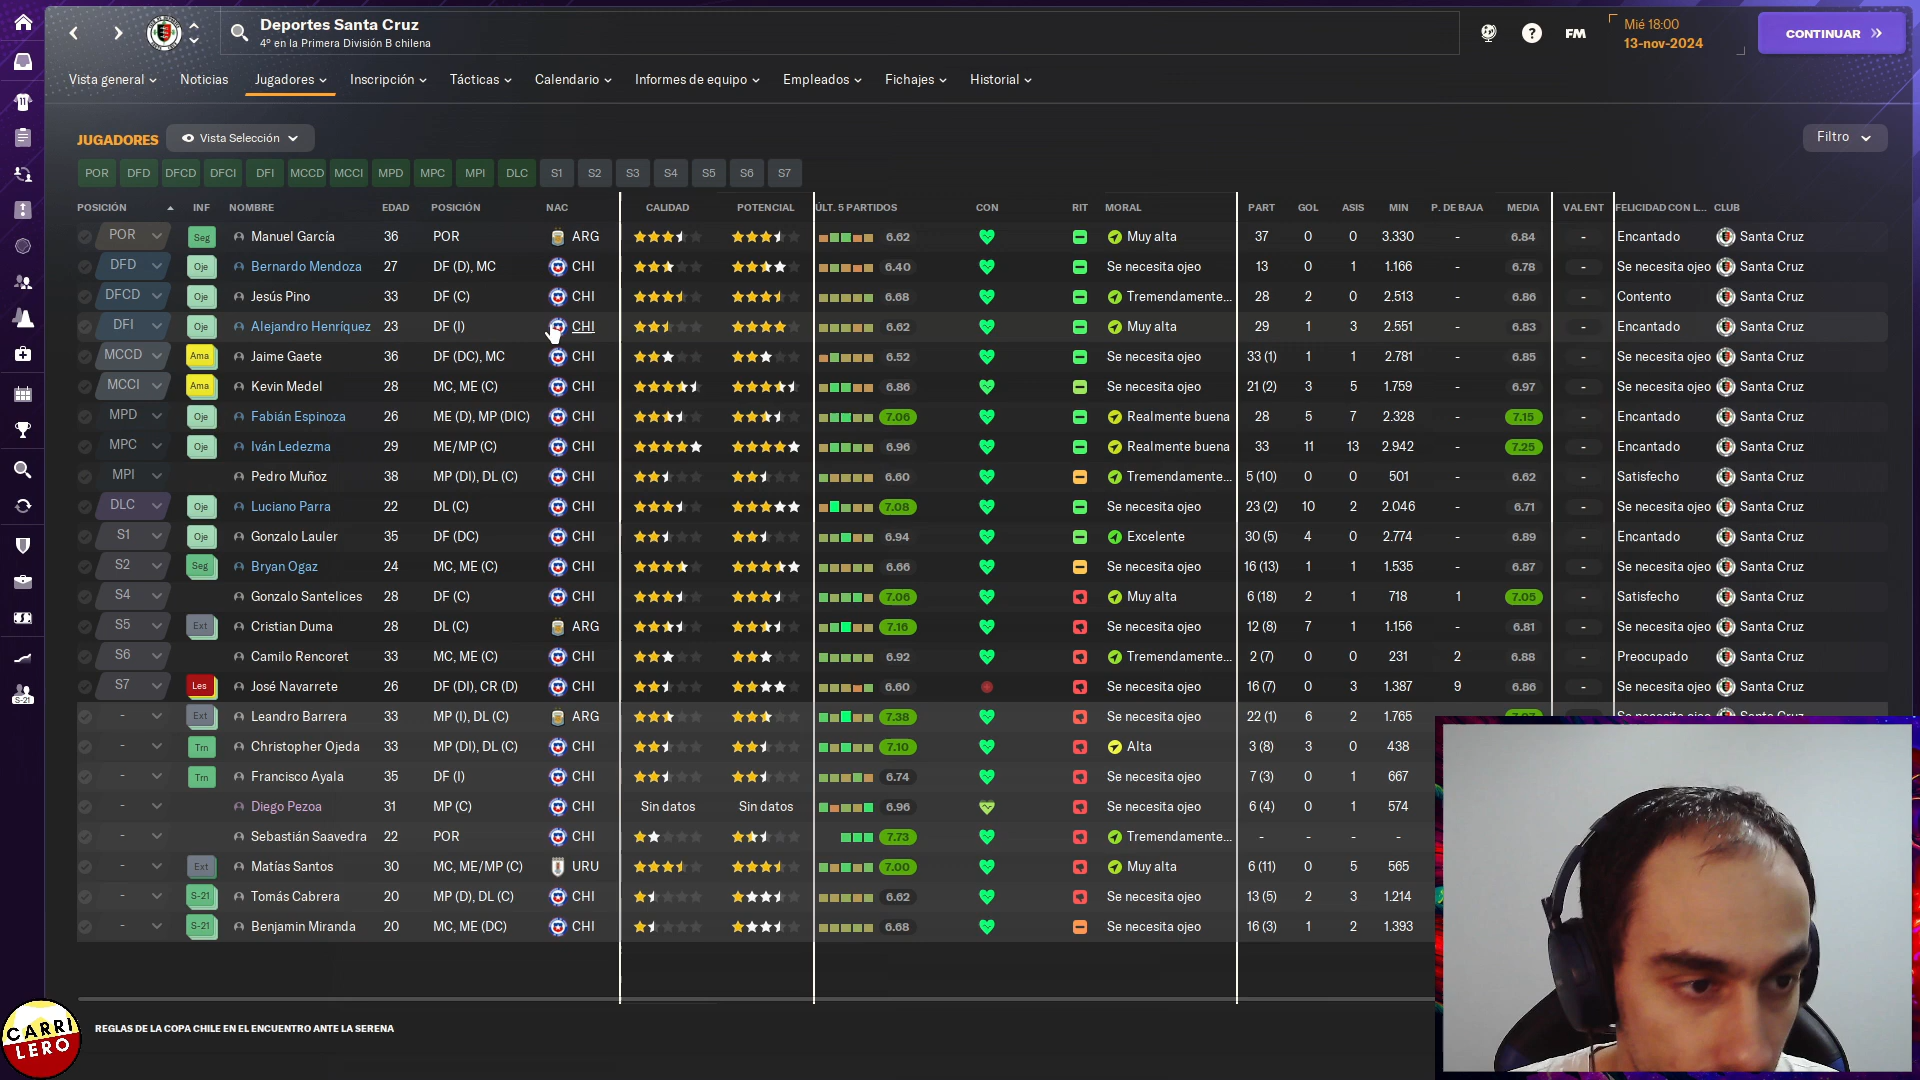 Deportes Santa Cruz
4º en la Primera División B chilena
FM
Mié 18:00
13-nov-2024
CONTINUAR
Vista general Noticias Jugadores Inscripción Tácticas Calendario Informes de equipo Empleados Fichajes Historial
JUGADORES Vista Selección Filtro
POR DFD DFCD DFCI DFI MCCD MCCI MPD MPC MPI DLC S1 S2 S3 S4 S5 S6 S7
POSICIÓN INF NOMBRE EDAD POSICIÓN NAC CALIDAD POTENCIAL ÚLT. 5 PARTIDOS CON RIT MORAL PART GOL ASIS MIN P. DE BAJA MEDIA VAL ENT FELICIDAD CON L... CLUB
POR Seg Manuel García 36 POR ARG 6.62 Muy alta 37 0 0 3.330 - 6.84 - Encantado Santa Cruz
DFD Oje Bernardo Mendoza 27 DF (D), MC CHI 6.40 Se necesita ojeo 13 0 1 1.166 - 6.78 - Se necesita ojeo Santa Cruz
DFCD Oje Jesús Pino 33 DF (C) CHI 6.68 Tremendamente... 28 2 0 2.513 - 6.86 - Contento Santa Cruz
DFI Oje Alejandro Henríquez 23 DF (I) CHI 6.62 Muy alta 29 1 3 2.551 - 6.83 - Encantado Santa Cruz
MCCD Ama Jaime Gaete 36 DF (DC), MC CHI 6.52 Se necesita ojeo 33 (1) 1 1 2.781 - 6.85 - Se necesita ojeo Santa Cruz
MCCI Ama Kevin Medel 28 MC, ME (C) CHI 6.86 Se necesita ojeo 21 (2) 3 5 1.759 - 6.97 - Se necesita ojeo Santa Cruz
MPD Oje Fabián Espinoza 26 ME (D), MP (DIC) CHI 7.06 Realmente buena 28 5 7 2.328 - 7.15 - Encantado Santa Cruz
MPC Oje Iván Ledezma 29 ME/MP (C) CHI 6.96 Realmente buena 33 11 13 2.942 - 7.25 - Encantado Santa Cruz
MPI Pedro Muñoz 38 MP (DI), DL (C) CHI 6.60 Tremendamente... 5 (10) 0 0 501 - 6.62 - Satisfecho Santa Cruz
DLC Oje Luciano Parra 22 DL (C) CHI 7.08 Se necesita ojeo 23 (2) 10 2 2.046 - 6.71 - Se necesita ojeo Santa Cruz
S1 Oje Gonzalo Lauler 35 DF (DC) CHI 6.94 Excelente 30 (5) 4 0 2.774 - 6.89 - Encantado Santa Cruz
S2 Seg Bryan Ogaz 24 MC, ME (C) CHI 6.66 Se necesita ojeo 16 (13) 1 1 1.535 - 6.87 - Se necesita ojeo Santa Cruz
S4 Gonzalo Santelices 28 DF (C) CHI 7.06 Muy alta 6 (18) 2 1 718 1 7.05 - Satisfecho Santa Cruz
S5 Ext Cristian Duma 28 DL (C) ARG 7.16 Se necesita ojeo 12 (8) 7 1 1.156 - 6.81 - Se necesita ojeo Santa Cruz
S6 Camilo Rencoret 33 MC, ME (C) CHI 6.92 Tremendamente... 2 (7) 0 0 231 2 6.88 - Preocupado Santa Cruz
S7 Les José Navarrete 26 DF (DI), CR (D) CHI 6.60 Se necesita ojeo 16 (7) 0 3 1.387 9 6.86 - Se necesita ojeo Santa Cruz
- Ext Leandro Barrera 33 MP (I), DL (C) ARG 7.38 Se necesita ojeo 22 (1) 6 2 1.765
- Trn Christopher Ojeda 33 MP (DI), DL (C) CHI 7.10 Alta 3 (8) 3 0 438
- Trn Francisco Ayala 35 DF (I) CHI 6.74 Se necesita ojeo 7 (3) 0 1 667
- Diego Pezoa 31 MP (C) CHI Sin datos Sin datos 6.96 Se necesita ojeo 6 (4) 0 1 574
- Sebastián Saavedra 22 POR CHI 7.73 Tremendamente... - - - -
- Ext Matías Santos 30 MC, ME/MP (C) URU 7.00 Muy alta 6 (11) 0 5 565
- S-21 Tomás Cabrera 20 MP (D), DL (C) CHI 6.62 Se necesita ojeo 13 (5) 2 3 1.214
- S-21 Benjamin Miranda 20 MC, ME (DC) CHI 6.68 Se necesita ojeo 16 (3) 1 2 1.393
S-21
CARRI
LERO
REGLAS DE LA COPA CHILE EN EL ENCUENTRO ANTE LA SERENA